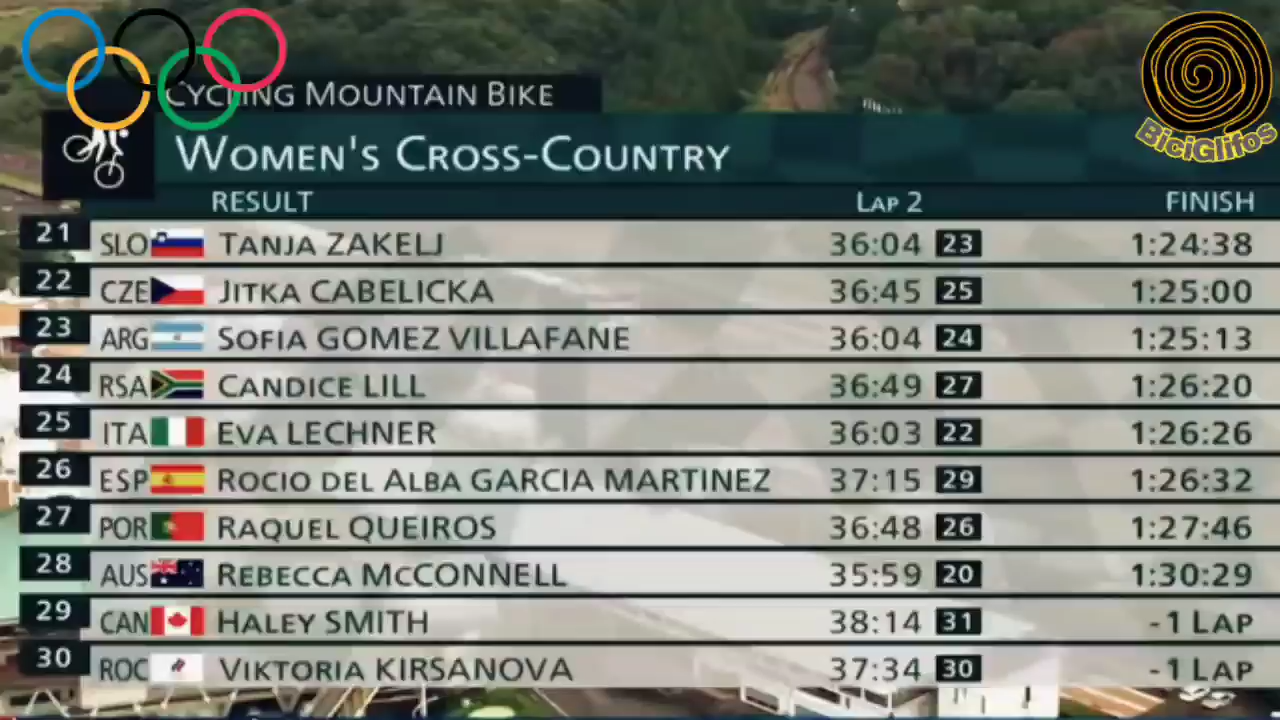 CYCLING MOUNTAIN BIKE
BiciGlifos
WOMEN'S CROSS-COUNTRY
RESULT LAP 2 FINISH
21 SLO TANJA ZAKELJ 36:04 23 1:24:38
22 CZE JITKA CABELICKA 36:45 25 1:25:00
23 ARG SOFIA GOMEZ VILLAFANE 36:04 24 1:25:13
24 RSA CANDICE LILL 36:49 27 1:26:20
25 ITA EVA LECHNER 36:03 22 1:26:26
26 ESP ROCIO DEL ALBA GARCIA MARTINEZ 37:15 29 1:26:32
27 POR RAQUEL QUEIROS 36:48 26 1:27:46
28 AUS REBECCA MCCONNELL 35:59 20 1:30:29
29 CAN HALEY SMITH 38:14 31 -1 LAP
30 ROC VIKTORIA KIRSANOVA 37:34 30 -1 LAP